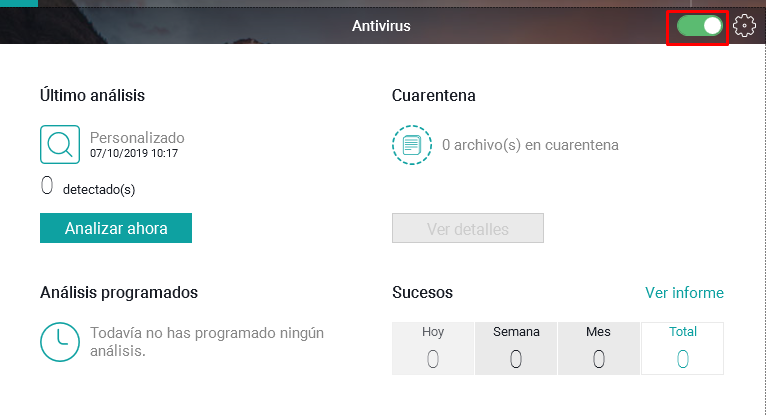 Antivirus
Último análisis
Personalizado
07/10/2019 10:17
0 detectado(s)
Analizar ahora
Cuarentena
0 archivo(s) en cuarentena
Ver detalles
Análisis programados
Todavía no has programado ningún
análisis.
Sucesos Ver informe
Hoy Semana Mes Total
0 0 0 0